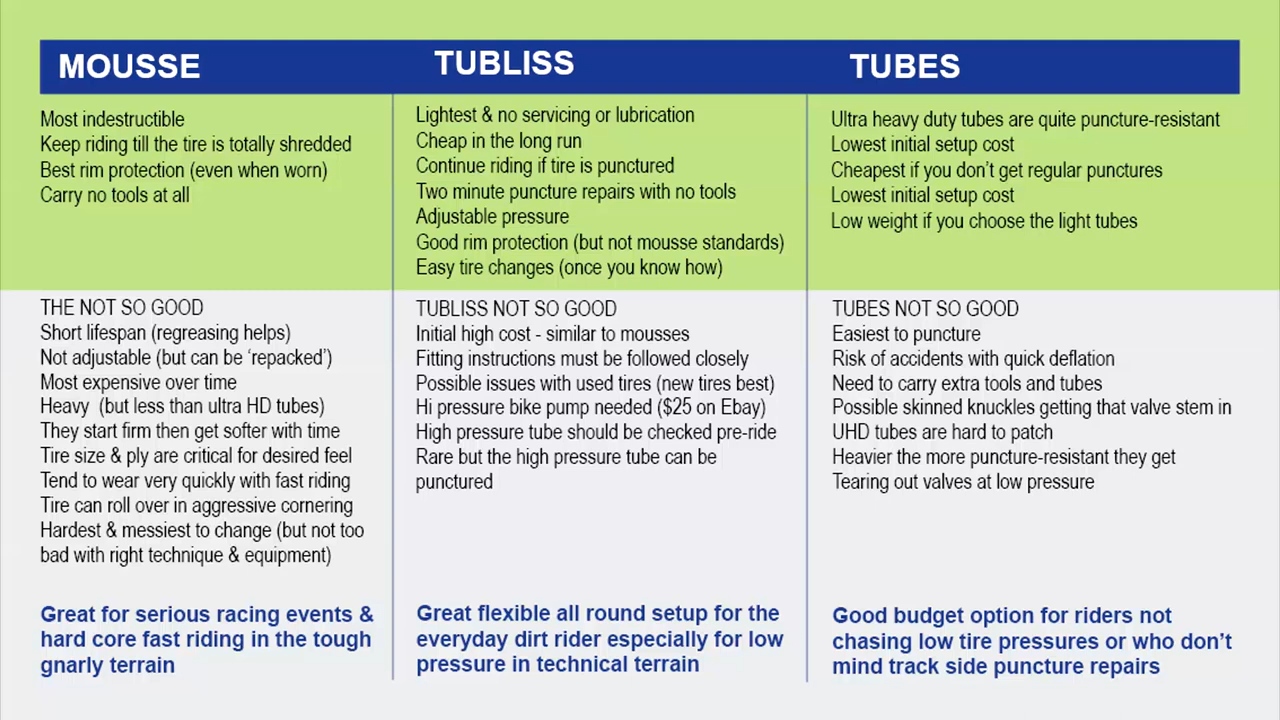 MOUSSE
Most indestructible
Keep riding till the tire is totally shredded
Best rim protection (even when worn)
Carry no tools at all
THE NOT SO GOOD
Short lifespan (regreasing helps)
Not adjustable (but can be ‘repacked’)
Most expensive over time
Heavy  (but less than ultra HD tubes)
They start firm then get softer with time
Tire size & ply are critical for desired feel
Tend to wear very quickly with fast riding
Tire can roll over in aggressive cornering
Hardest & messiest to change (but not too
bad with right technique & equipment)
Great for serious racing events &
hard core fast riding in the tough
gnarly terrain
TUBLISS
Lightest & no servicing or lubrication
Cheap in the long run
Continue riding if tire is punctured
Two minute puncture repairs with no tools
Adjustable pressure
Good rim protection (but not mousse standards)
Easy tire changes (once you know how)
TUBLISS NOT SO GOOD
Initial high cost - similar to mousses
Fitting instructions must be followed closely
Possible issues with used tires (new tires best)
Hi pressure bike pump needed ($25 on Ebay)
High pressure tube should be checked pre-ride
Rare but the high pressure tube can be
punctured
Great flexible all round setup for the
everyday dirt rider especially for low
pressure in technical terrain
TUBES
Ultra heavy duty tubes are quite puncture-resistant
Lowest initial setup cost
Cheapest if you don’t get regular punctures
Lowest initial setup cost
Low weight if you choose the light tubes
TUBES NOT SO GOOD
Easiest to puncture
Risk of accidents with quick deflation
Need to carry extra tools and tubes
Possible skinned knuckles getting that valve stem in
UHD tubes are hard to patch
Heavier the more puncture-resistant they get
Tearing out valves at low pressure
Good budget option for riders not
chasing low tire pressures or who don’t
mind track side puncture repairs